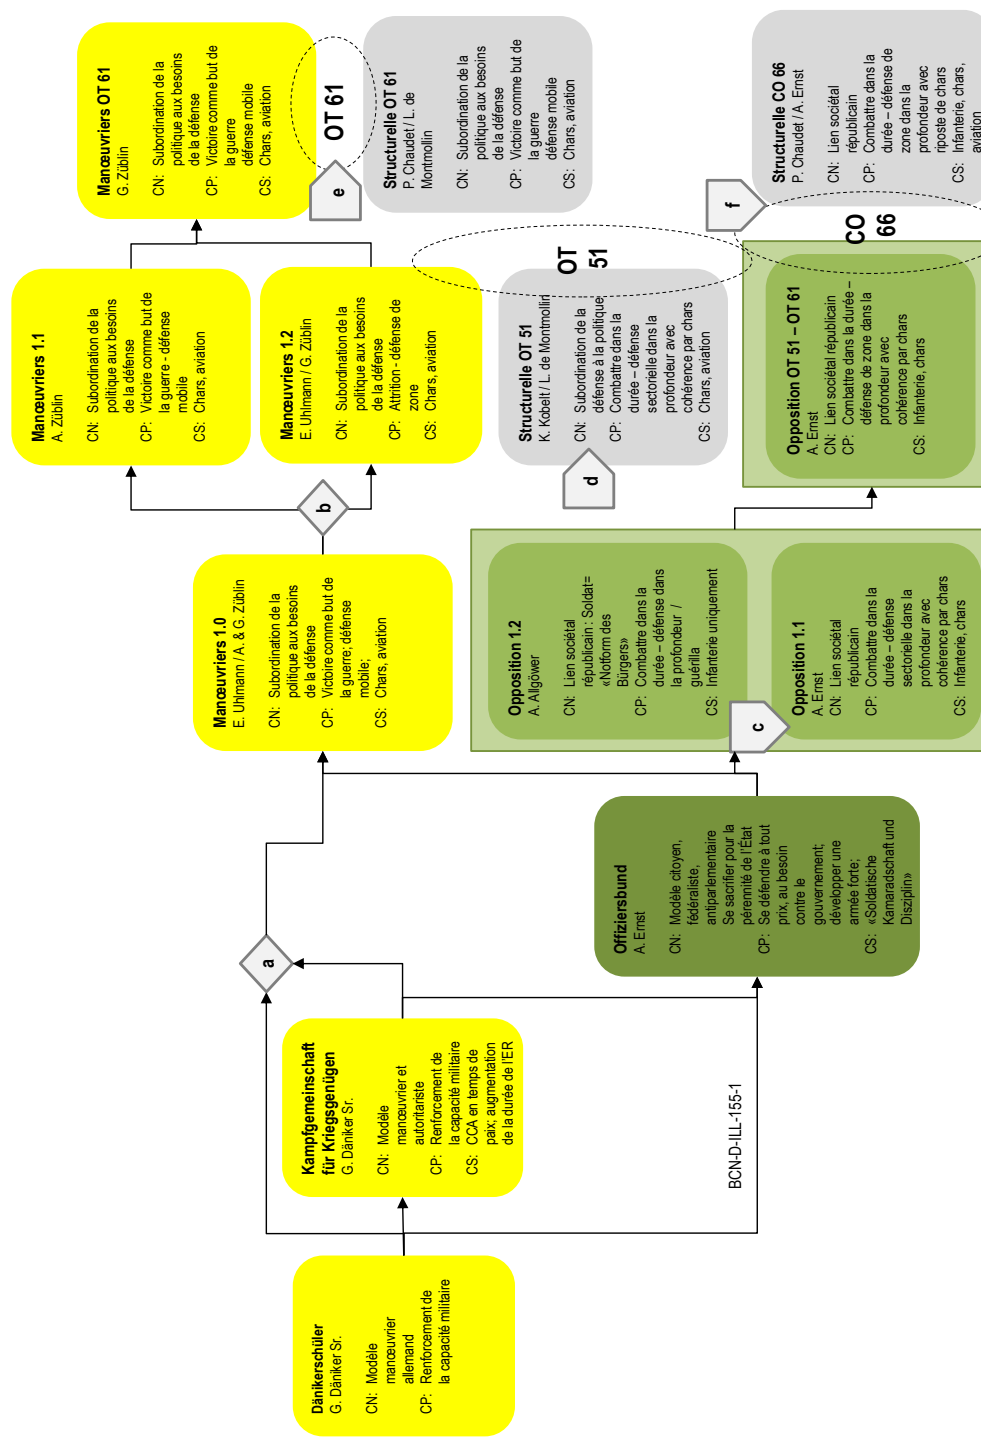 Dänikerschüler
G. Däniker Sr.
CN: Modèle
manœuvrier
allemand
CP: Renforcement de
la capacité militaire
Kampfgemeinschaft
für Kriegsgenügen
G. Däniker Sr.
CN: Modèle
manœuvrier et
autoritariste
CP: Renforcement de
la capacité militaire
CS: CCA en temps de
paix; augmentation
de la durée de l'ER
a
Offiziersbund
A. Ernst
CN: Modèle citoyen,
fédéraliste,
antiparlementaire
Se sacrifier pour la
pérennité de l'État
CP: Se défendre à tout
prix, au besoin
contre le
gouvernement;
développer une
armée forte;
CS: «Soldatische
Kamaradschaft und
Disziplin»
BCN-D-ILL-155-1
Manœuvriers 1.0
E. Uhlmann / A. & G. Züblin
CN: Subordination de la
politique aux besoins
de la défense
CP: Victoire comme but de
la guerre; défense
mobile;
CS: Chars, aviation
Opposition 1.2
A. Allgöwer
CN: Lien sociétal
républicain : Soldat=
«Notform des
Bürgers»
CP: Combattre dans la
durée – défense dans
la profondeur /
guérilla
CS: Infanterie uniquement
c
Opposition 1.1
A. Ernst
CN: Lien sociétal
républicain
CP: Combattre dans la
durée – défense
sectorielle dans la
profondeur avec
cohérence par chars
CS: Infanterie, chars
b
Manœuvriers 1.1
A. Züblin
CN: Subordination de la
politique aux besoins
de la défense
CP: Victoire comme but de
la guerre - défense
mobile
CS: Chars, aviation
Manœuvriers 1.2
E. Uhlmann / G. Züblin
CN: Subordination de la
politique aux besoins
de la défense
CP: Attrition - défense de
zone
CS: Chars, aviation
d
Structurelle OT 51
K. Kobelt / L. de Montmollin
CN: Subordination de la
défense à la politique
CP: Combattre dans la
durée – défense
sectorielle dans la
profondeur avec
cohérence par chars
CS: Chars, aviation
OT
51
Opposition OT 51 – OT 61
A. Ernst
CN: Lien sociétal républicain
CP: Combattre dans la durée –
défense de zone dans la
profondeur avec
cohérence par chars
CS: Infanterie, chars
CO
66
Manœuvriers OT 61
G. Züblin
CN: Subordination de la
politique aux besoins
de la défense
CP: Victoire comme but de
la guerre
défense mobile
CS: Chars, aviation
e
OT 61
Structurelle OT 61
P. Chaudet / L. de
Montmollin
CN: Subordination de la
politique aux besoins
de la défense
CP: Victoire comme but de
la guerre
défense mobile
CS: Chars, aviation
f
Structurelle CO 66
P. Chaudet / A. Ernst
CN: Lien sociétal
républicain
CP: Combattre dans la
durée – défense de
zone dans la
profondeur avec
riposte de chars
CS: Infanterie, chars,
aviation